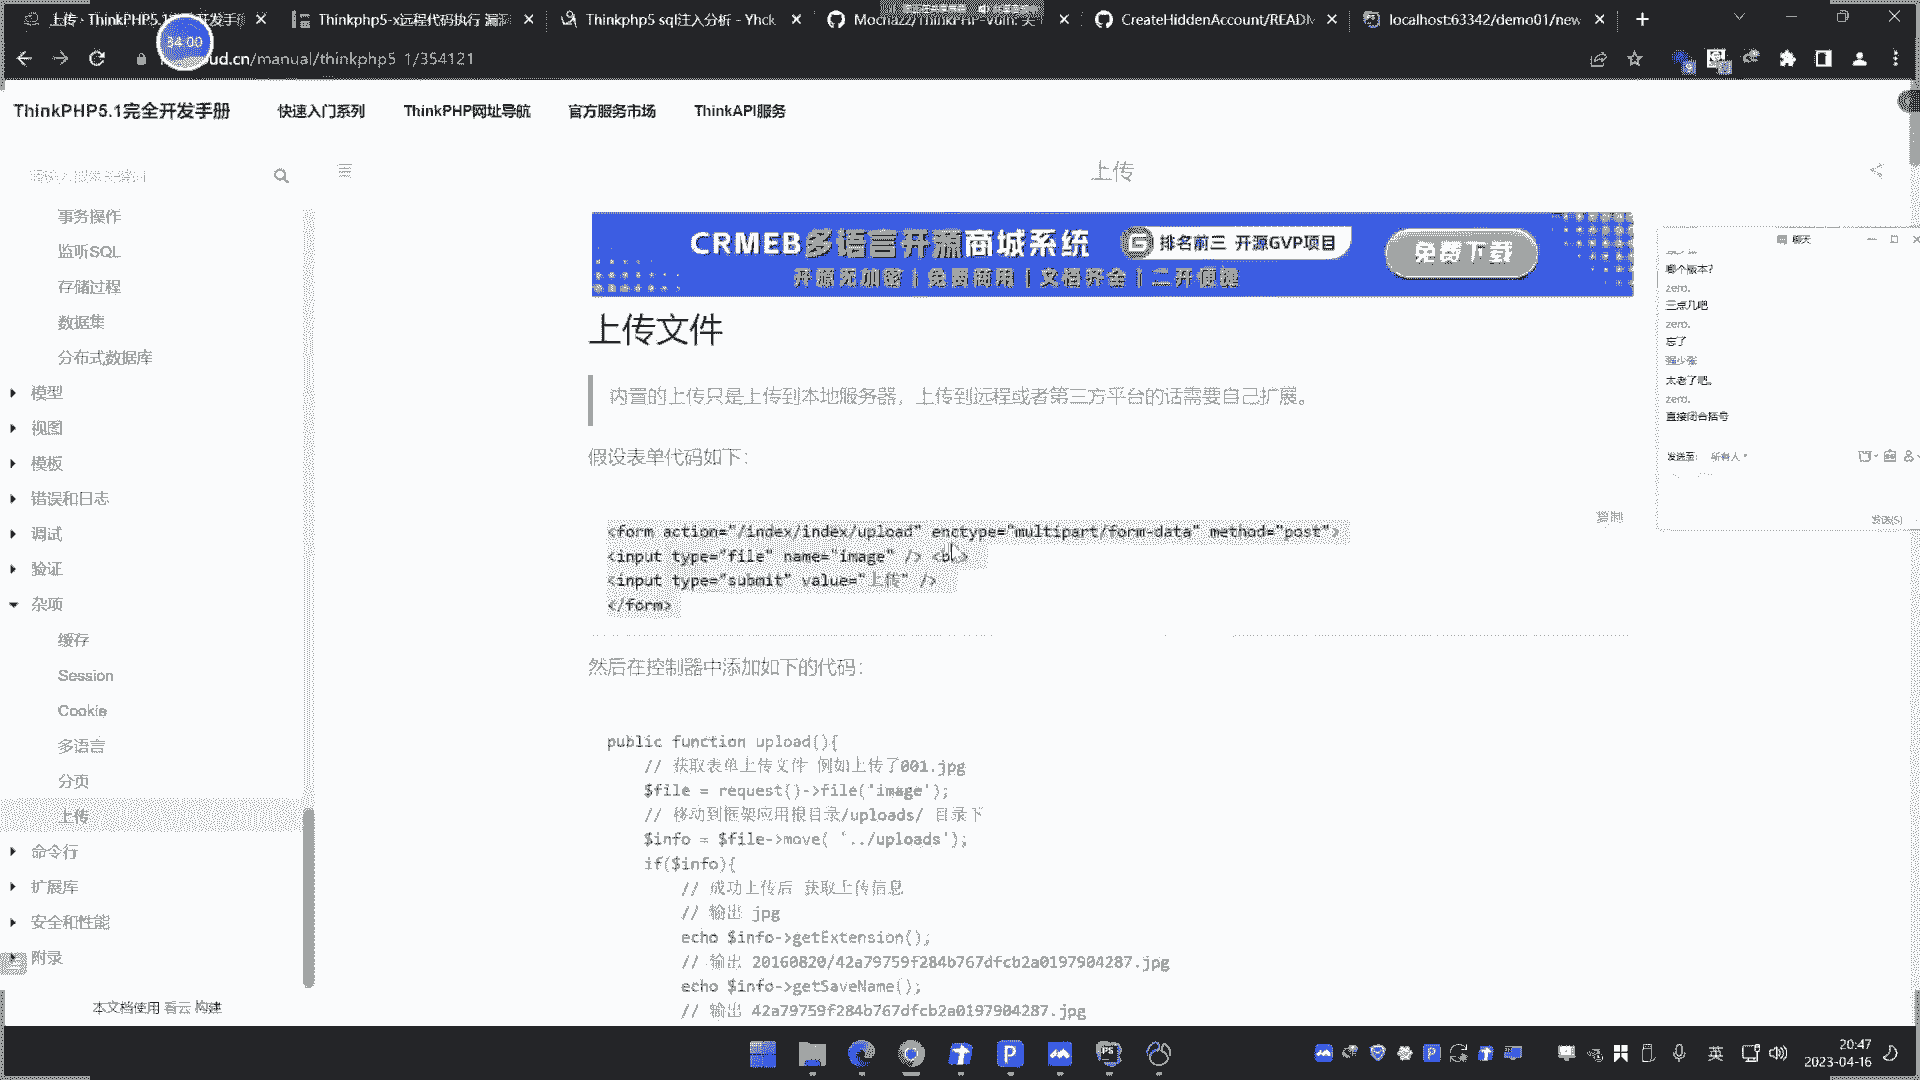 上传 · ThinkPHP5.1完全开发手册
Thinkphp5-x远程代码执行 漏
Thinkphp5 sql注入分析 - Yhck
Mochazz/ThinkPHP-Vuln:
CreateHiddenAccount/READM
localhost:63342/demo01/new
34:00
oud.cn/manual/thinkphp5_1/354121
ThinkPHP5.1完全开发手册
快速入门系列
ThinkPHP网址导航
官方服务市场
ThinkAPI服务
上传
事务操作
监听SQL
存储过程
数据集
分布式数据库
模型
视图
模板
错误和日志
调试
验证
杂项
缓存
Session
Cookie
多语言
分页
上传
命令行
扩展库
安全和性能
附录
本文档使用 看云 构建
CRMEB多语言开源商城系统
排名前三 开源GVP项目
免费下载
开源无加密 | 免费商用 | 文档齐全 | 二开便捷
上传文件
内置的上传只是上传到本地服务器，上传到远程或者第三方平台的话需要自己扩展。
假设表单代码如下：
复制
<form action="/index/index/upload" enctype="multipart/form-data" method="post">
<input type="file" name="image" /> <br>
<input type="submit" value="上传" />
</form>
然后在控制器中添加如下的代码：
public function upload(){
// 获取表单上传文件 例如上传了001.jpg
$file = request()->file('image');
// 移动到框架应用根目录/uploads/ 目录下
$info = $file->move( '../uploads');
if($info){
// 成功上传后 获取上传信息
// 输出 jpg
echo $info->getExtension();
// 输出 20160820/42a79759f284b767dfcb2a0197904287.jpg
echo $info->getSaveName();
// 输出 42a79759f284b767dfcb2a0197904287.jpg
聊天
哪个版本?
zero.
三点几吧
zero.
忘了
强少张
太老了吧。
zero.
直接闭合括号
发送至: 所有人
发送(S)
英
20:47
2023-04-16